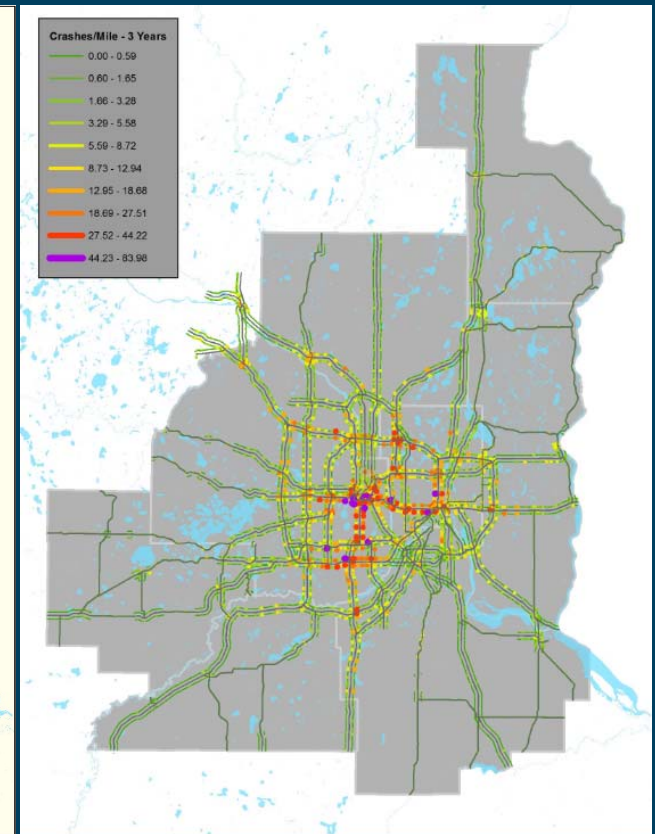 Crashes/Mile - 3 Years
0.00 - 0.59
0.60 - 1.65
1.66 - 3.28
3.29 - 5.58
5.59 - 8.72
8.73 - 12.94
12.95 - 18.68
18.69 - 27.51
27.52 - 44.22
44.23 - 83.98